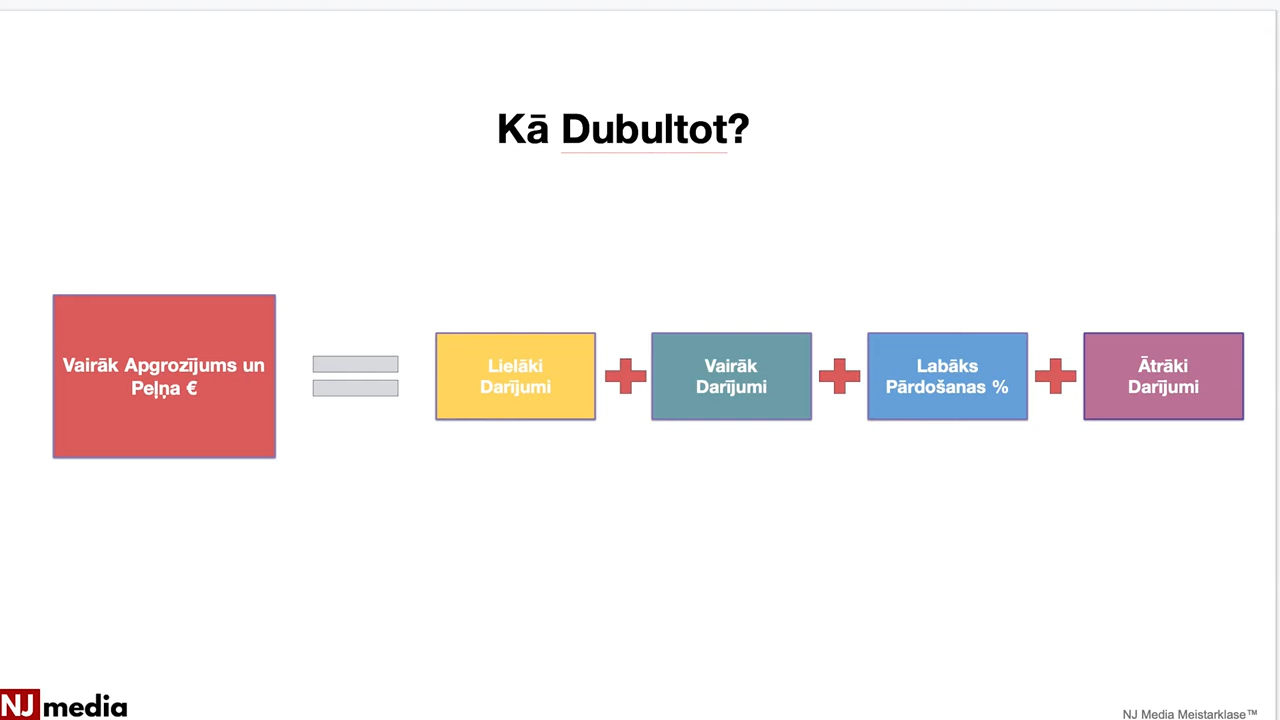 Kā Dubultot?
Vairāk Apgrozījums un
Peļņa €
Lielāki
Darījumi
Vairāk
Darījumi
Labāks
Pārdošanas %
Ātrāki
Darījumi
NJ media
NJ Media Meistarklase™